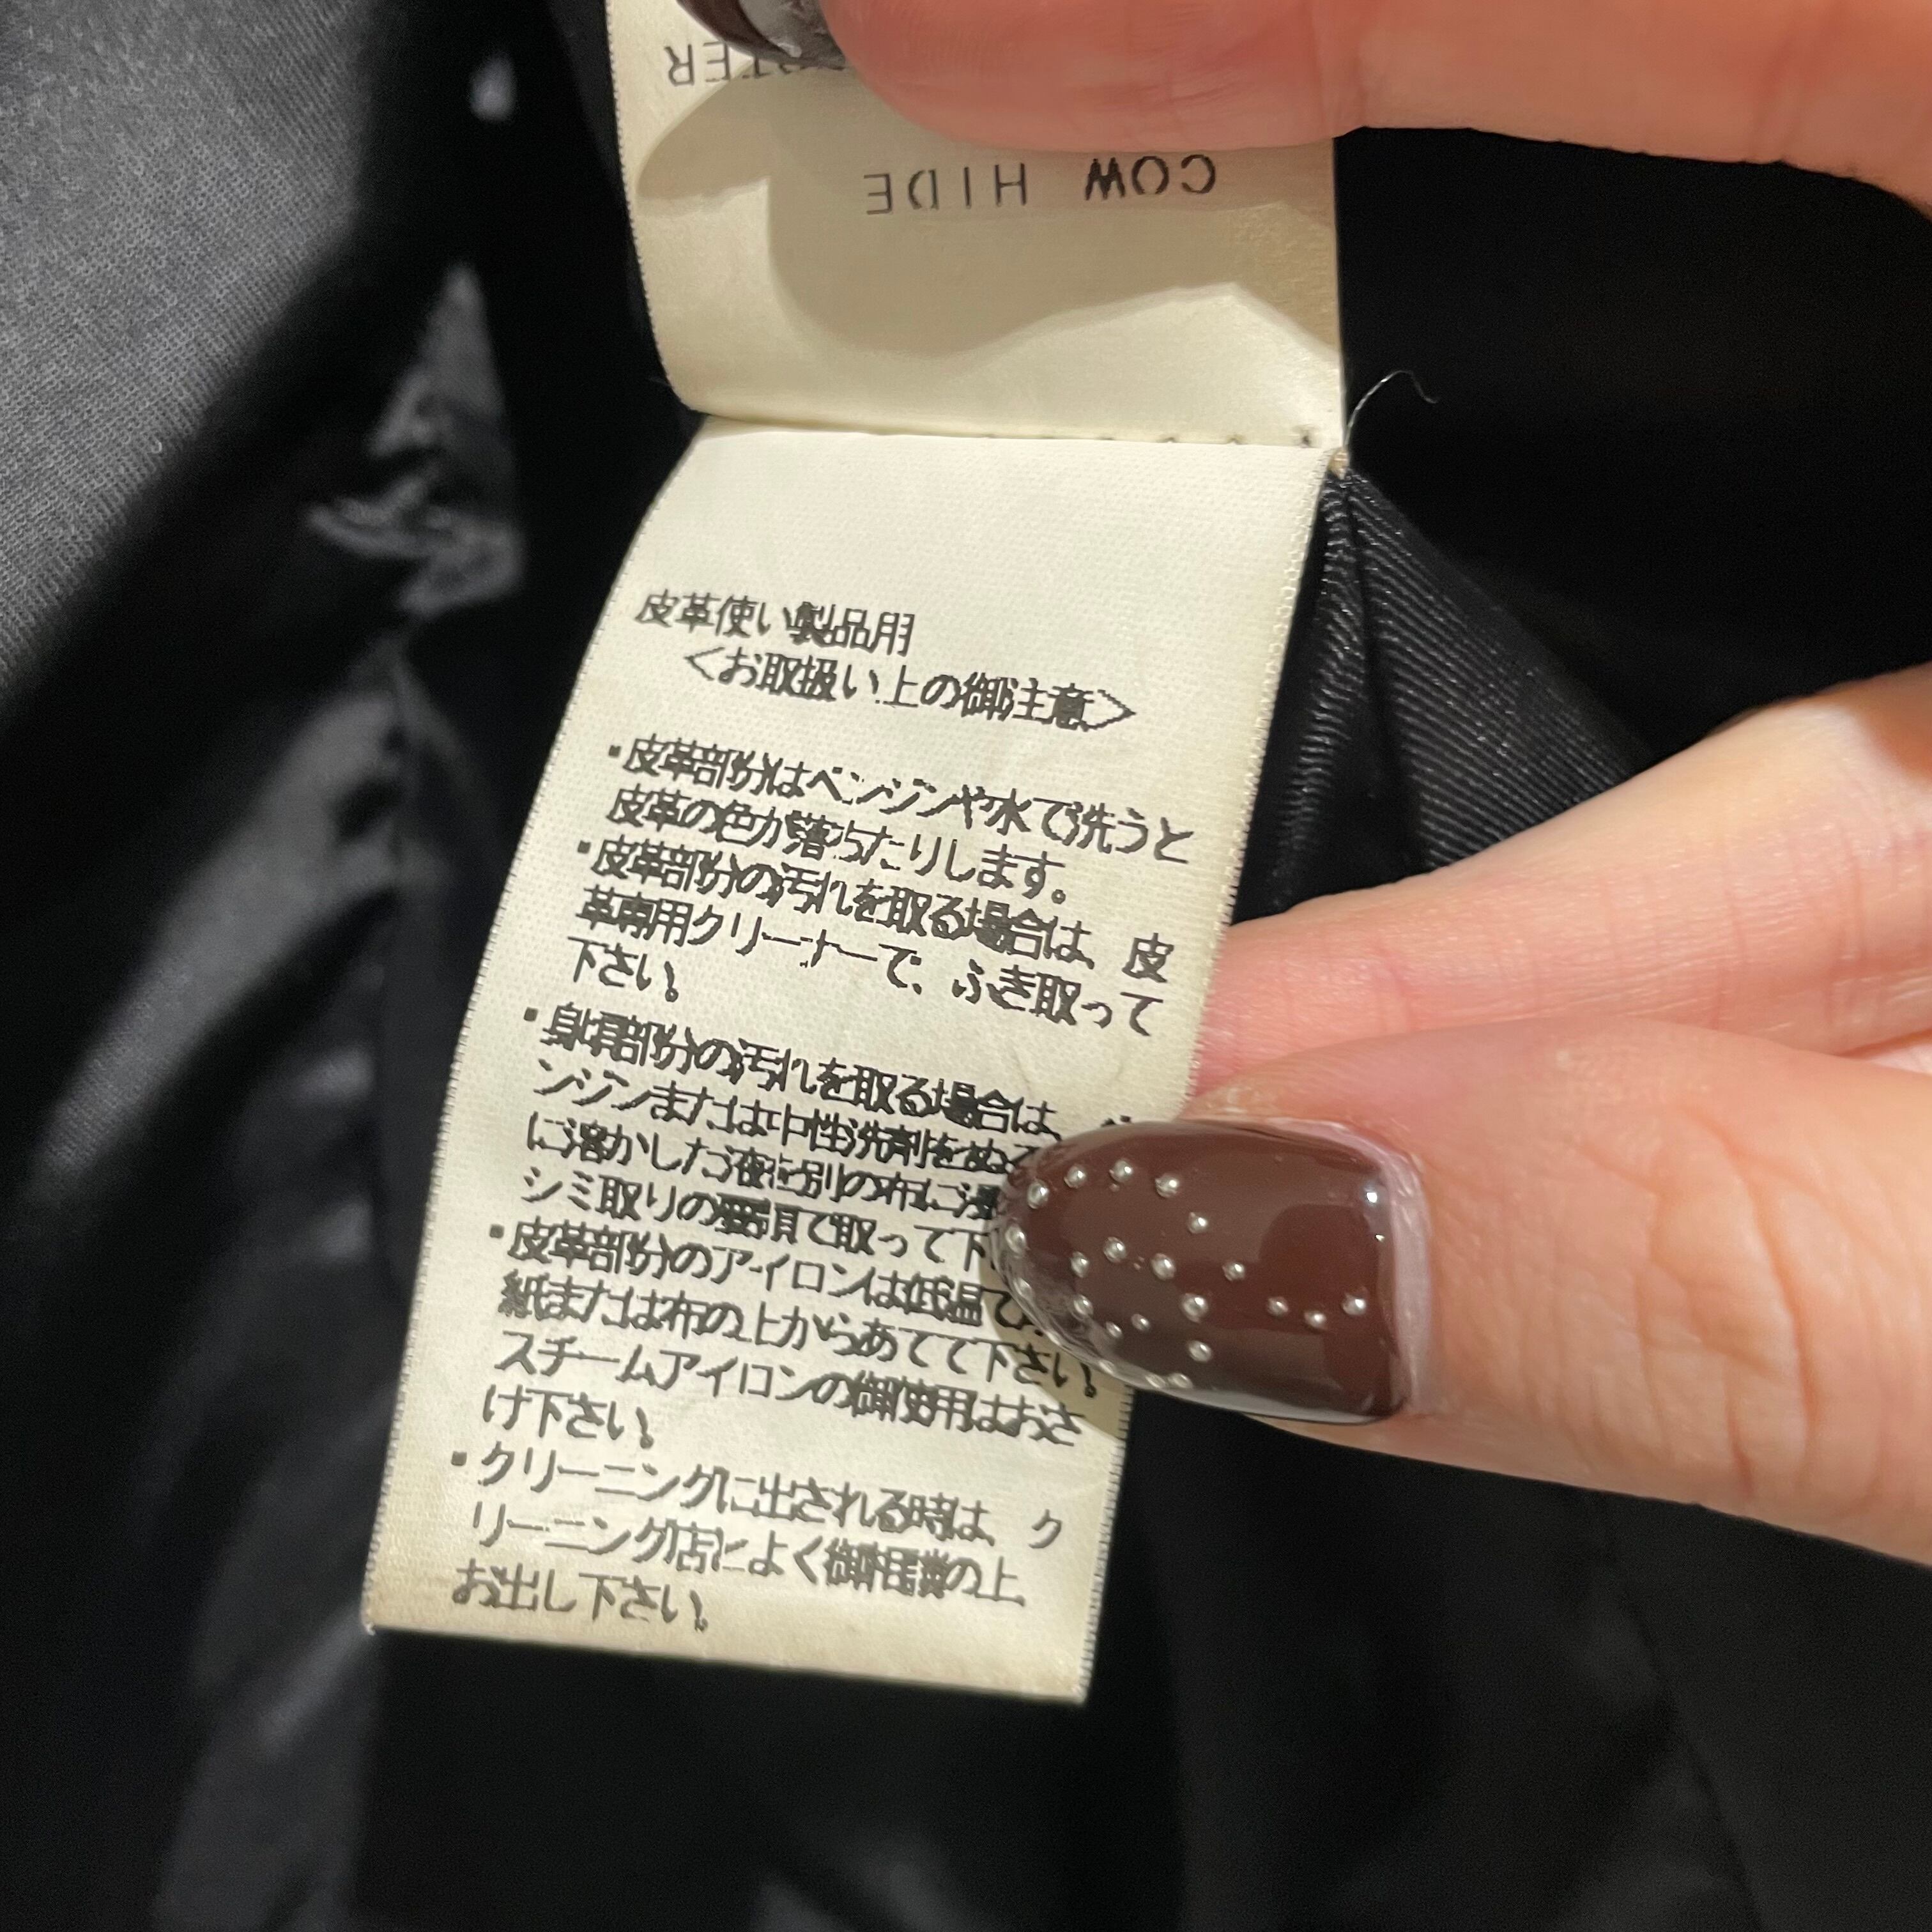 COW HIDE
皮革使い製品用
<お取扱い上の御注意>
・皮革部分はベンジンや水で洗うと
皮革の色が落ちたりします。
・皮革部分の汚れを取る場合は、皮
革専用クリーナーで、ふき取って
下さい。
・身頃部分の汚れを取る場合は、
ンジンまたは中性洗剤をぬる
に溶かした液を別の布に浸
シミ取りの要領で取って下
・皮革部分のアイロンは低温で
紙または布の上からあてて下さい。
スチームアイロンの御使用はおさ
け下さい。
・クリーニングに出される時は、ク
リーニング店によく御相談の上、
お出し下さい。